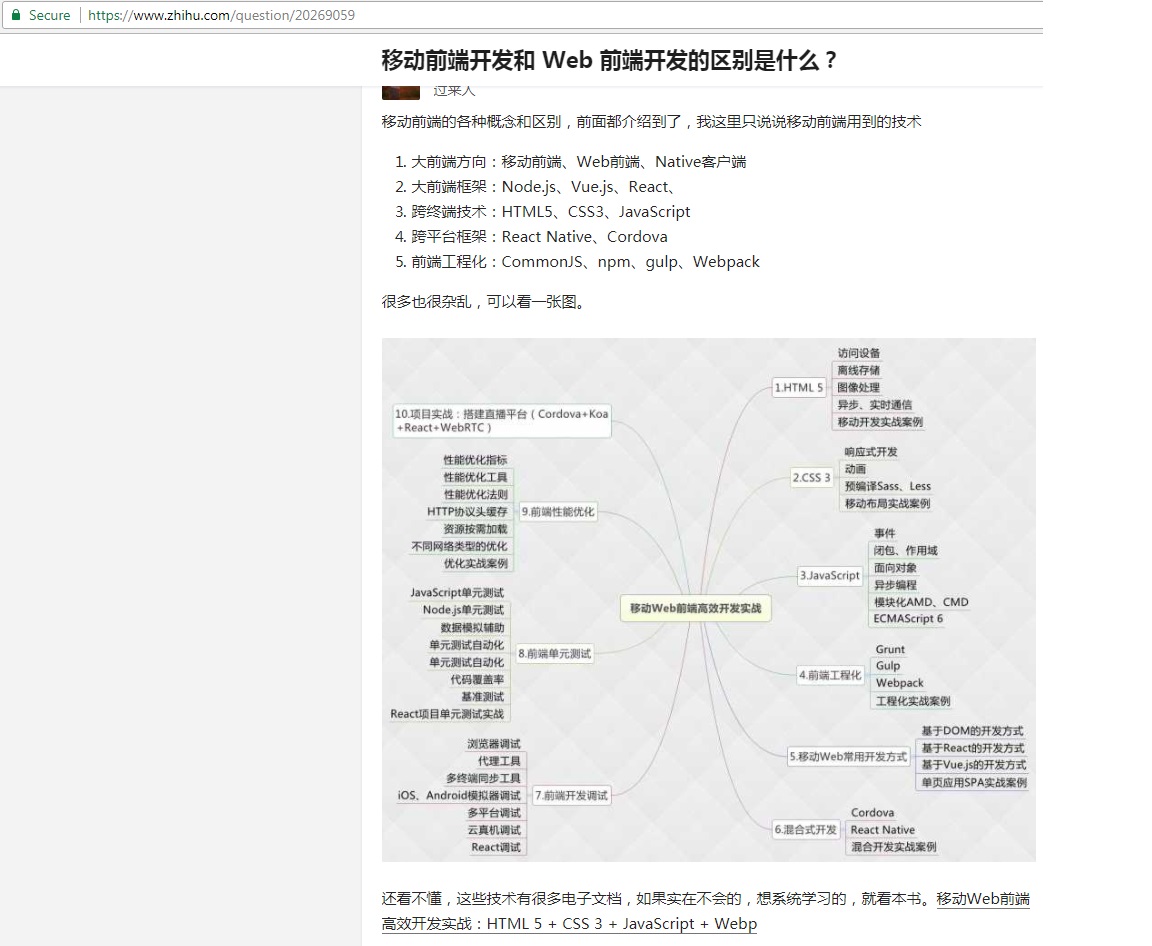 Secure https://www.zhihu.com/question/20269059
移动前端开发和 Web 前端开发的区别是什么？
过来人
移动前端的各种概念和区别，前面都介绍到了，我这里只说说移动前端用到的技术
1. 大前端方向：移动前端、Web前端、Native客户端
2. 大前端框架：Node.js、Vue.js、React、
3. 跨终端技术：HTML5、CSS3、JavaScript
4. 跨平台框架：React Native、Cordova
5. 前端工程化：CommonJS、npm、gulp、Webpack
很多也很杂乱，可以看一张图。
移动Web前端高效开发实战
1.HTML 5
访问设备
离线存储
图像处理
异步、实时通信
移动开发实战案例
2.CSS 3
响应式开发
动画
预编译Sass、Less
移动布局实战案例
3.JavaScript
事件
闭包、作用域
面向对象
异步编程
模块化AMD、CMD
ECMAScript 6
4.前端工程化
Grunt
Gulp
Webpack
工程化实战案例
5.移动Web常用开发方式
基于DOM的开发方式
基于React的开发方式
基于Vue.js的开发方式
单页应用SPA实战案例
6.混合式开发
Cordova
React Native
混合开发实战案例
7.前端开发调试
浏览器调试
代理工具
多终端同步工具
iOS、Android模拟器调试
多平台调试
云真机调试
React调试
8.前端单元测试
JavaScript单元测试
Node.js单元测试
数据模拟辅助
单元测试自动化
单元测试自动化
代码覆盖率
基准测试
React项目单元测试实战
9.前端性能优化
性能优化指标
性能优化工具
性能优化法则
HTTP协议头缓存
资源按需加载
不同网络类型的优化
优化实战案例
10.项目实战：搭建直播平台（Cordova+Koa
+React+WebRTC）
还看不懂，这些技术有很多电子文档，如果实在不会的，想系统学习的，就看本书。移动Web前端
高效开发实战：HTML 5 + CSS 3 + JavaScript + Webp